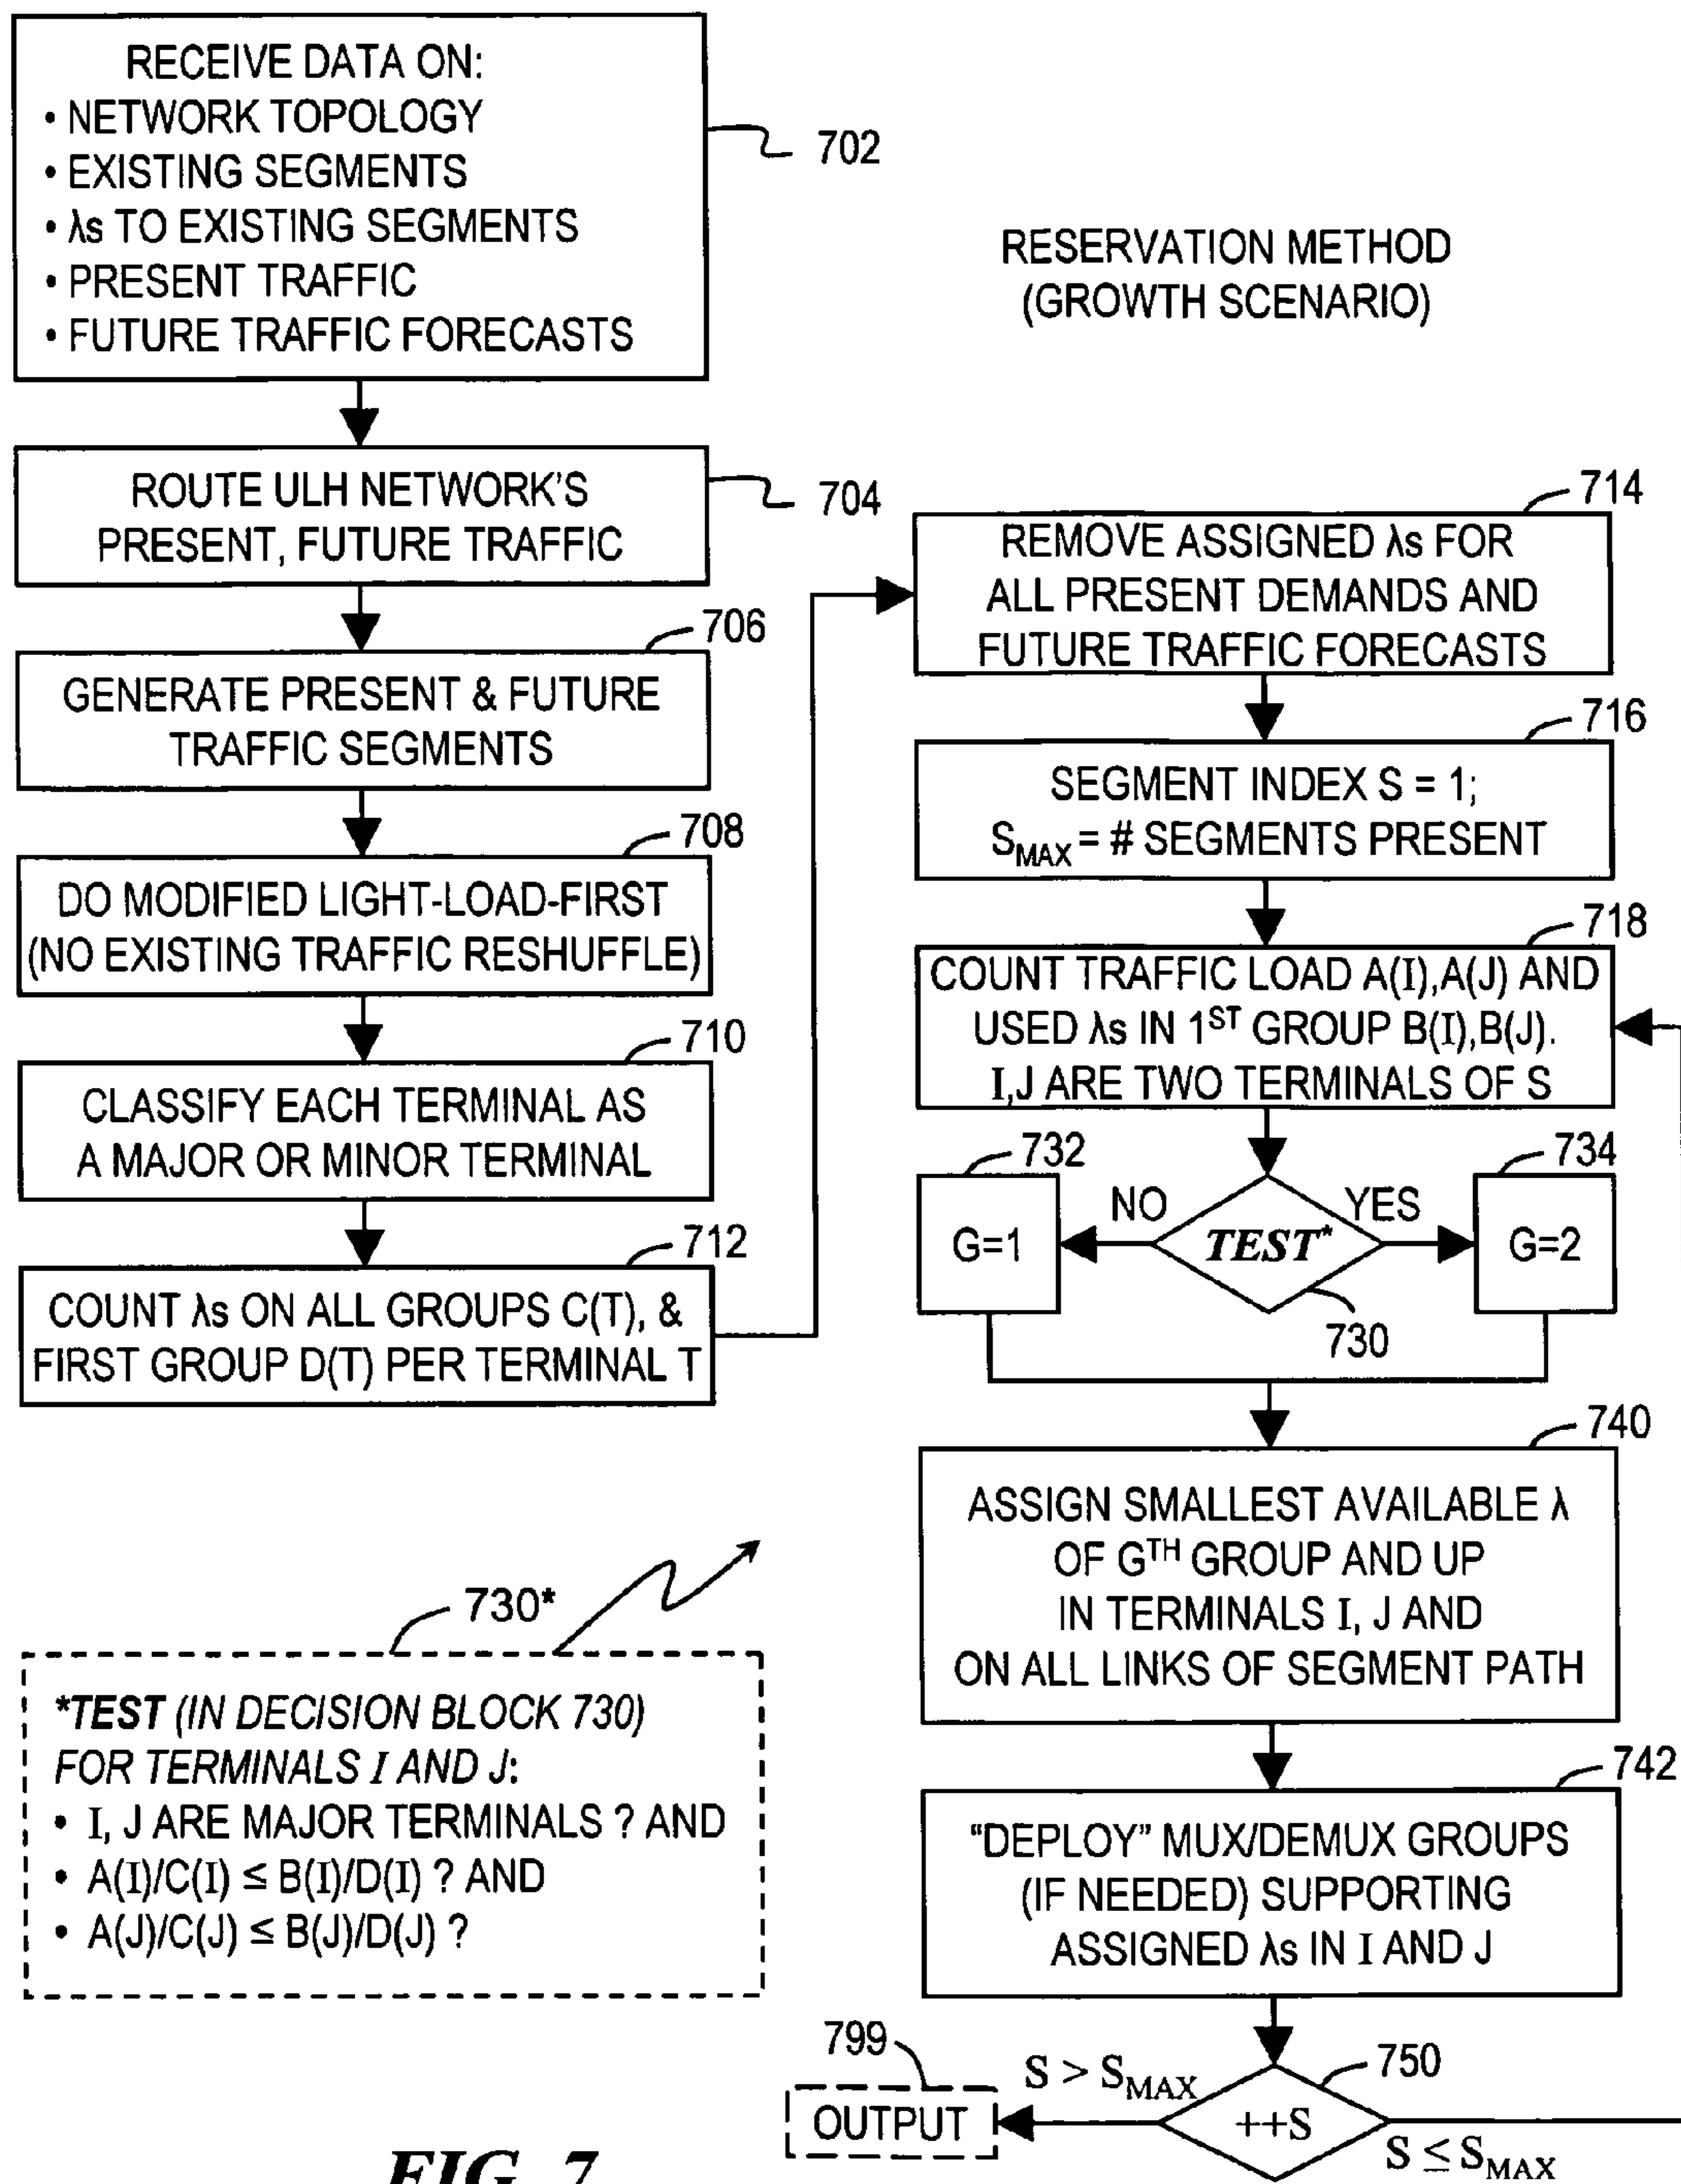 RECEIVE DATA ON:
• NETWORK TOPOLOGY
• EXISTING SEGMENTS
• λs TO EXISTING SEGMENTS
• PRESENT TRAFFIC
• FUTURE TRAFFIC FORECASTS
702
RESERVATION METHOD
(GROWTH SCENARIO)
ROUTE ULH NETWORK'S
PRESENT, FUTURE TRAFFIC
704
706
GENERATE PRESENT & FUTURE
TRAFFIC SEGMENTS
708
DO MODIFIED LIGHT-LOAD-FIRST
(NO EXISTING TRAFFIC RESHUFFLE)
710
CLASSIFY EACH TERMINAL AS
A MAJOR OR MINOR TERMINAL
712
COUNT λs ON ALL GROUPS C(T), &
FIRST GROUP D(T) PER TERMINAL T
714
REMOVE ASSIGNED λs FOR
ALL PRESENT DEMANDS AND
FUTURE TRAFFIC FORECASTS
716
SEGMENT INDEX S = 1;
SMAX = # SEGMENTS PRESENT
718
COUNT TRAFFIC LOAD A(I),A(J) AND
USED λs IN 1ST GROUP B(I),B(J).
I,J ARE TWO TERMINALS OF S
732
734
NO
YES
G=1
TEST*
G=2
730
740
ASSIGN SMALLEST AVAILABLE λ
OF GTH GROUP AND UP
IN TERMINALS I, J AND
ON ALL LINKS OF SEGMENT PATH
730*
*TEST (IN DECISION BLOCK 730)
FOR TERMINALS I AND J:
• I, J ARE MAJOR TERMINALS ? AND
• A(I)/C(I) ≤ B(I)/D(I) ? AND
• A(J)/C(J) ≤ B(J)/D(J) ?
742
"DEPLOY" MUX/DEMUX GROUPS
(IF NEEDED) SUPPORTING
ASSIGNED λs IN I AND J
799
S > SMAX
750
OUTPUT
++S
S ≤ SMAX
FIG. 7